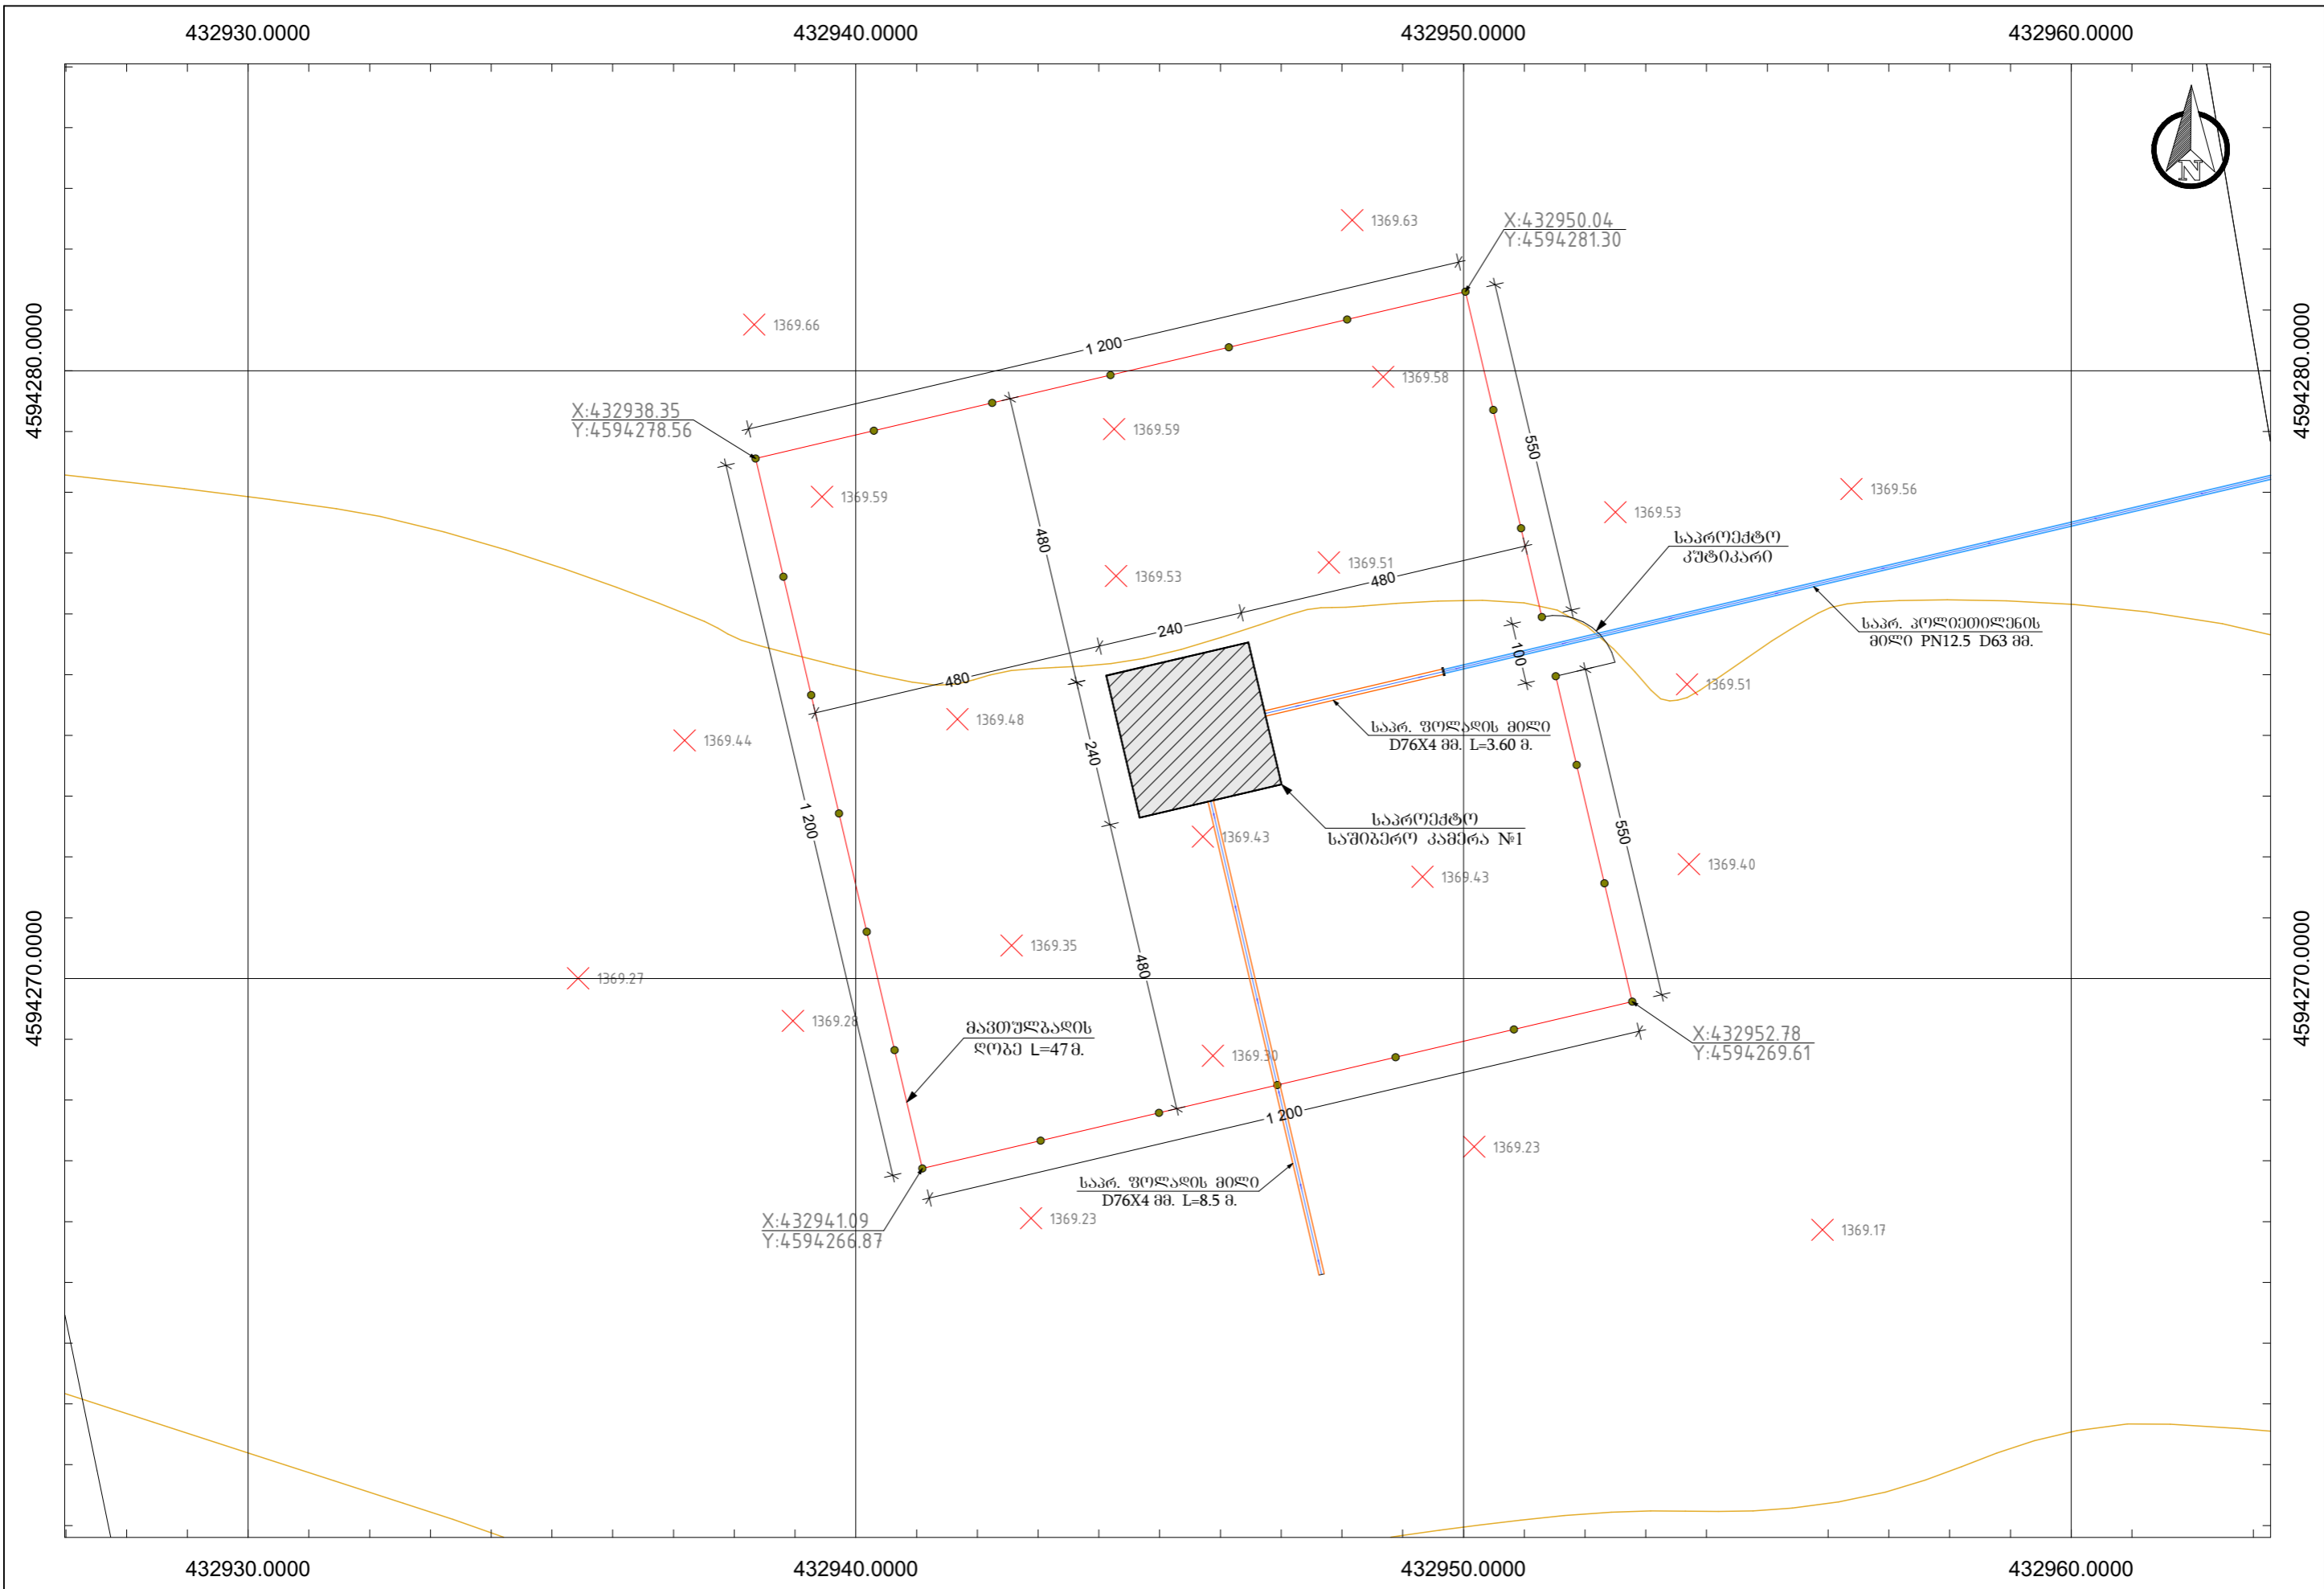 432930.0000
432940.0000
432950.0000
432960.0000
N
1369.63
X:432950.04
Y:4594281.30
1369.66
1 200
4594280.0000
4594280.0000
1369.58
X:432938.35
Y:4594278.56
1369.59
550
1369.59
1369.56
1369.53
480
საპროექტო
კუტიკარი
1369.51
1369.53
480
საპრ. პოლიეთილენის
მილი PN12.5 D63 მმ.
240
100
480
1369.51
1369.48
საპრ. ფოლადის მილი
D76X4 მმ. L=3.60 მ.
1369.44
240
1 200
საპროექტო
საშიბერო კამერა №1
1369.43
550
1369.40
1369.43
1369.35
480
1369.27
4594270.0000
4594270.0000
1369.28
მავთულბადის
ღობე L=47 მ.
X:432952.78
Y:4594269.61
1369.30
1 200
1369.23
საპრ. ფოლადის მილი
D76X4 მმ. L=8.5 მ.
X:432941.09
Y:4594266.87
1369.23
1369.17
432930.0000
432940.0000
432950.0000
432960.0000